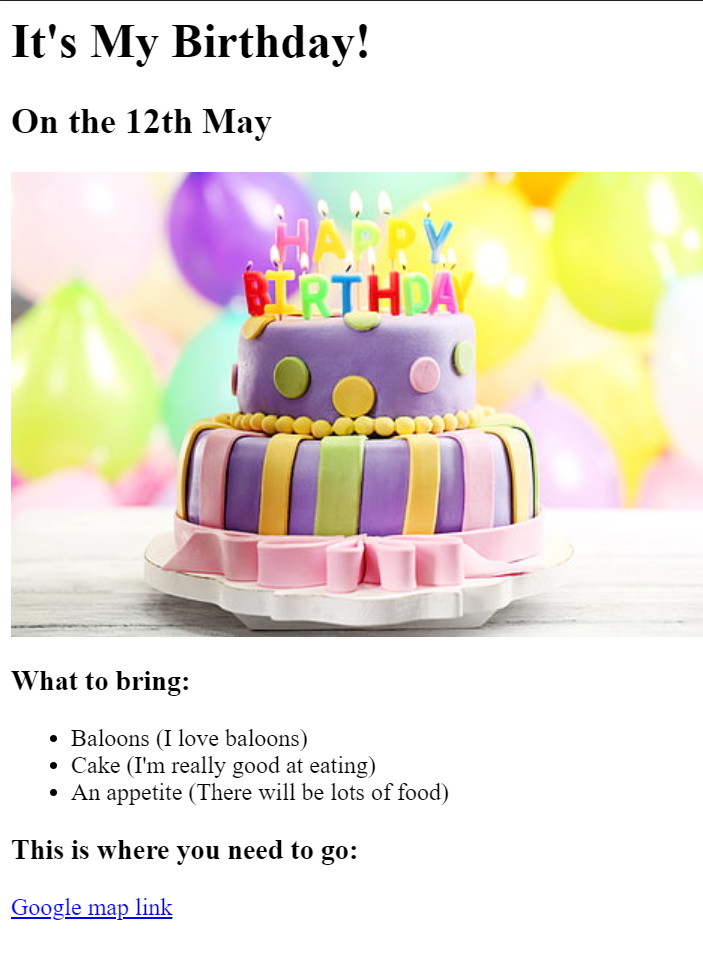 It's My Birthday!
On the 12th May
HAPPY
BIRTHDAY
What to bring:
Baloons (I love baloons)
Cake (I'm really good at eating)
An appetite (There will be lots of food)
This is where you need to go:
Google map link